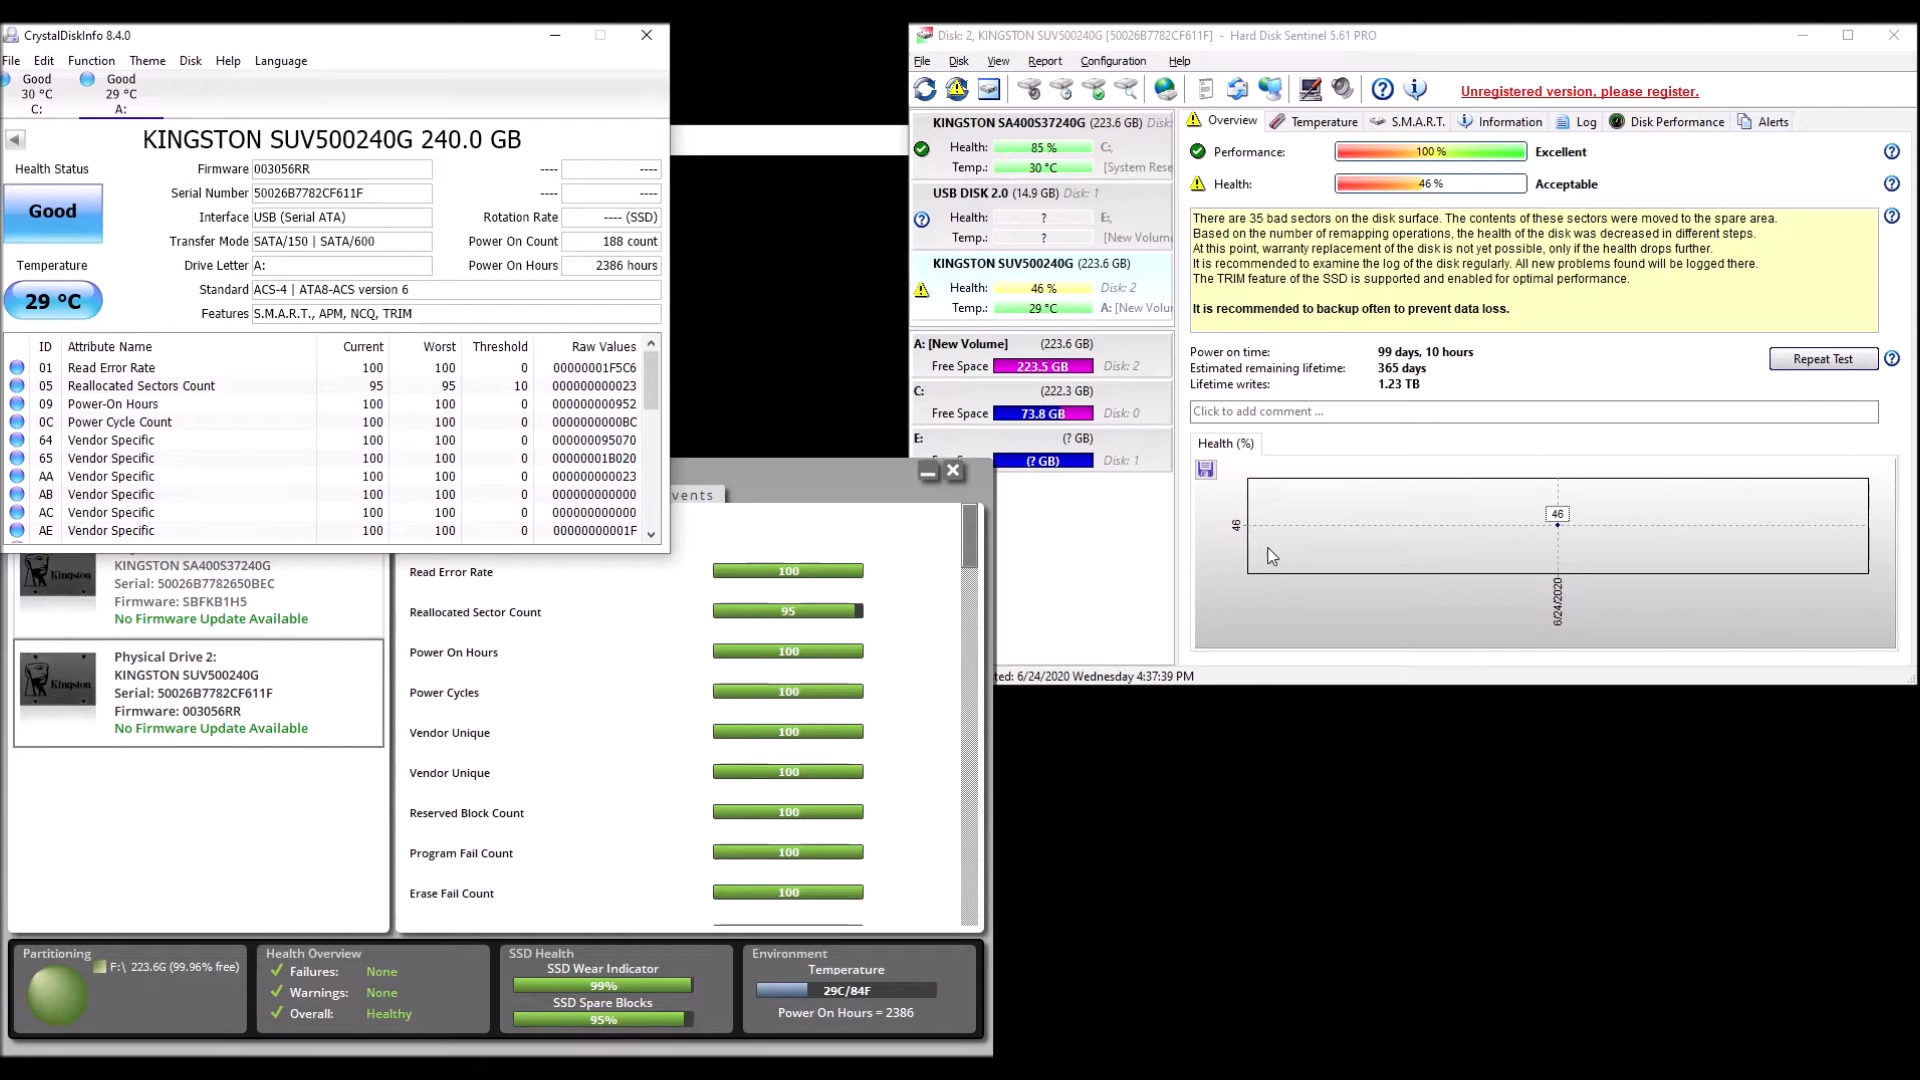 CrystalDiskInfo 8.4.0
File Edit Function Theme Disk Help Language
Good Good
30 °C 29 °C
C: A:
KINGSTON SUV500240G 240.0 GB
Health Status
Good
Temperature
29 °C
Firmware 003056RR ---- ----
Serial Number 50026B7782CF611F ---- ----
Interface USB (Serial ATA) Rotation Rate ---- (SSD)
Transfer Mode SATA/150 | SATA/600 Power On Count 188 count
Drive Letter A: Power On Hours 2386 hours
Standard ACS-4 | ATA8-ACS version 6
Features S.M.A.R.T., APM, NCQ, TRIM
ID Attribute Name Current Worst Threshold Raw Values
01 Read Error Rate 100 100 0 00000001F5C6
05 Reallocated Sectors Count 95 95 10 000000000023
09 Power-On Hours 100 100 0 000000000952
0C Power Cycle Count 100 100 0 0000000000BC
64 Vendor Specific 100 100 0 000000095070
65 Vendor Specific 100 100 0 00000001B020
AA Vendor Specific 100 100 0 000000000023
AB Vendor Specific 100 100 0 000000000000
AC Vendor Specific 100 100 0 000000000000
AE Vendor Specific 100 100 0 00000000001F
Kingston
KINGSTON SA400S37240G
Serial: 50026B7782650BEC
Firmware: SBFKB1H5
No Firmware Update Available
Kingston
Physical Drive 2:
KINGSTON SUV500240G
Serial: 50026B7782CF611F
Firmware: 003056RR
No Firmware Update Available
vents
Read Error Rate 100
Reallocated Sector Count 95
Power On Hours 100
Power Cycles 100
Vendor Unique 100
Vendor Unique 100
Reserved Block Count 100
Program Fail Count 100
Erase Fail Count 100
Partitioning
F:\ 223.6G (99.96% free)
Health Overview
Failures: None
Warnings: None
Overall: Healthy
SSD Health
SSD Wear Indicator
99%
SSD Spare Blocks
95%
Environment
Temperature
29C/84F
Power On Hours = 2386
Disk: 2, KINGSTON SUV500240G [50026B7782CF611F] - Hard Disk Sentinel 5.61 PRO
File Disk View Report Configuration Help
Unregistered version, please register.
KINGSTON SA400S37240G (223.6 GB) Disk:
Health: 85 % C:,
Temp.: 30 °C [System Rese
USB DISK 2.0 (14.9 GB) Disk: 1
Health: ? E:,
Temp.: ? [New Volume
KINGSTON SUV500240G (223.6 GB)
Health: 46 % Disk: 2
Temp.: 29 °C A: [New Volur
A: [New Volume] (223.6 GB)
Free Space 223.5 GB Disk: 2
C: (222.3 GB)
Free Space 73.8 GB Disk: 0
E: (? GB)
(? GB) Disk: 1
Overview Temperature S.M.A.R.T. Information Log Disk Performance Alerts
Performance: 100 % Excellent
Health: 46 % Acceptable
There are 35 bad sectors on the disk surface. The contents of these sectors were moved to the spare area.
Based on the number of remapping operations, the health of the disk was decreased in different steps.
At this point, warranty replacement of the disk is not yet possible, only if the health drops further.
It is recommended to examine the log of the disk regularly. All new problems found will be logged there.
The TRIM feature of the SSD is supported and enabled for optimal performance.
It is recommended to backup often to prevent data loss.
Power on time: 99 days, 10 hours
Estimated remaining lifetime: 365 days
Lifetime writes: 1.23 TB
Repeat Test
Click to add comment ...
Health (%)
46
46
6/24/2020
ted: 6/24/2020 Wednesday 4:37:39 PM